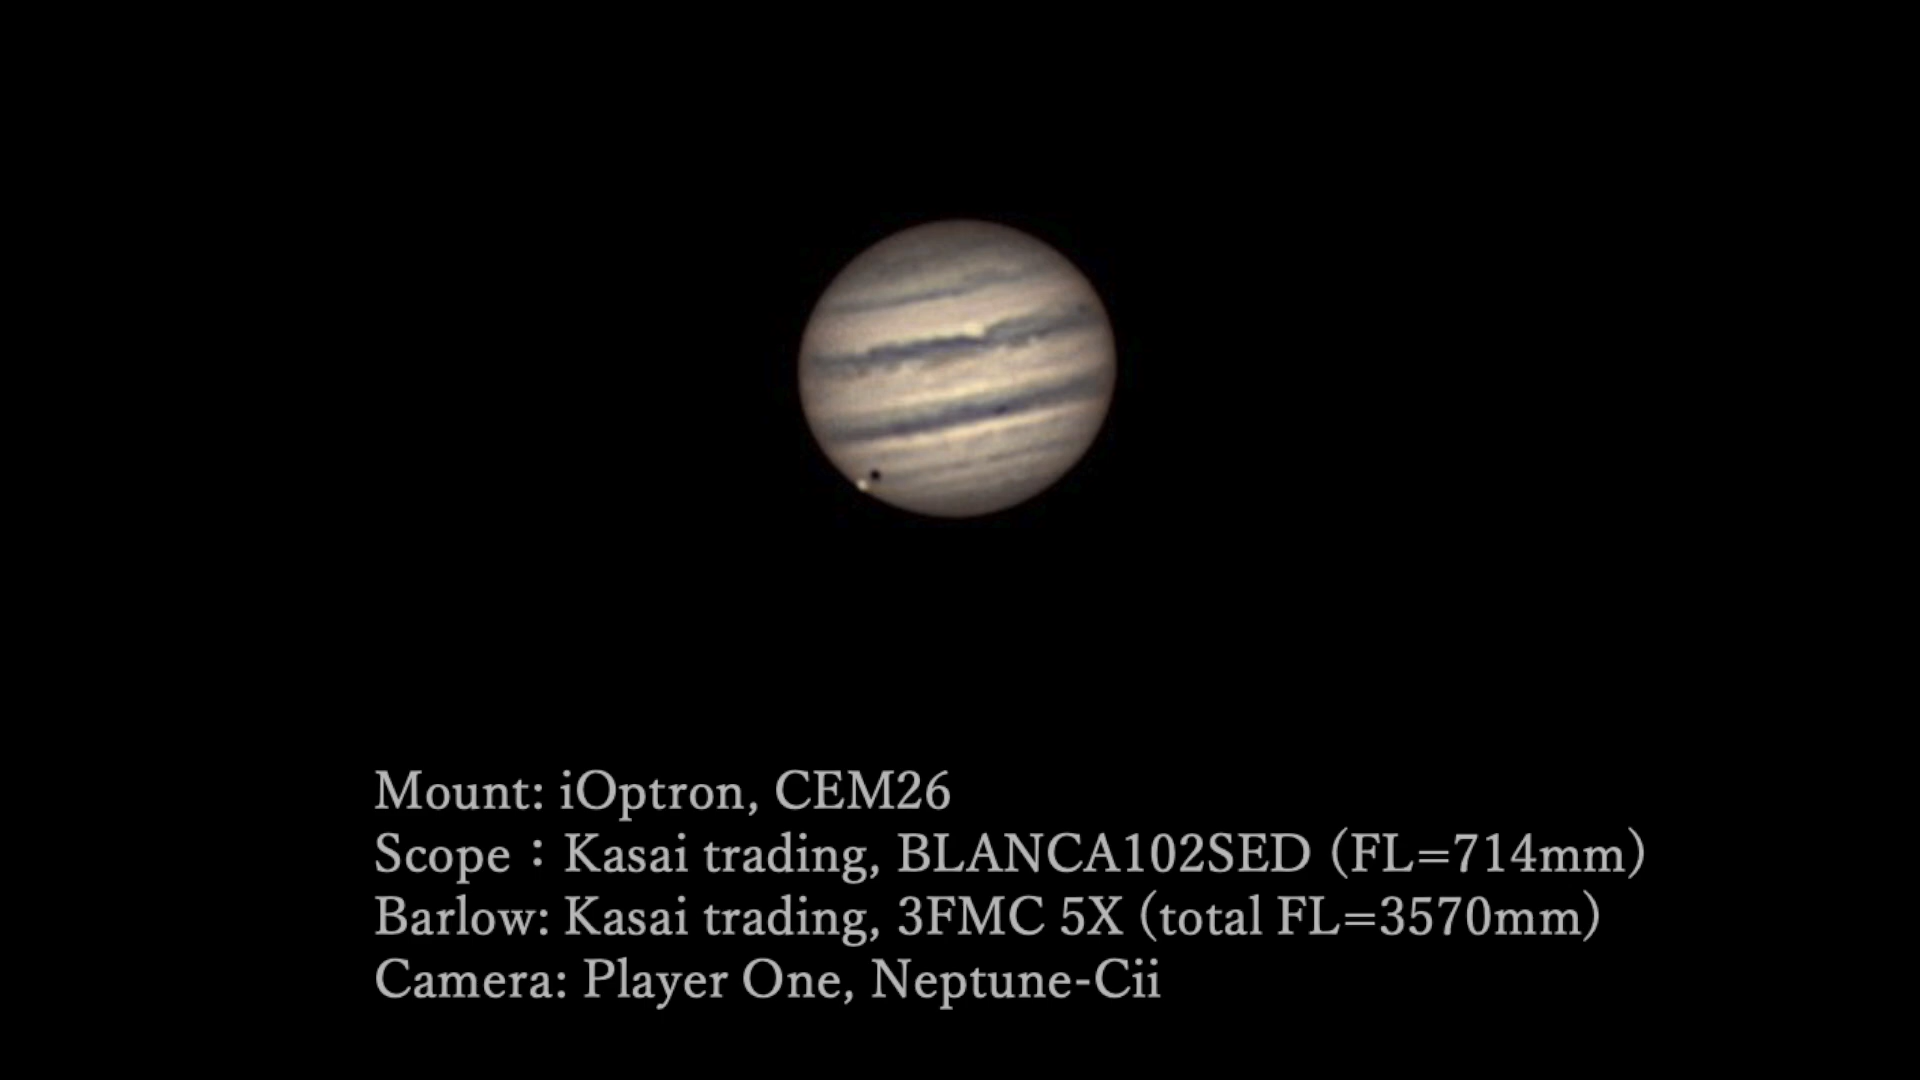 Mount: iOptron, CEM26
Scope：Kasai trading, BLANCA102SED (FL=714mm)
Barlow: Kasai trading, 3FMC 5X (total FL=3570mm)
Camera: Player One, Neptune-Cii